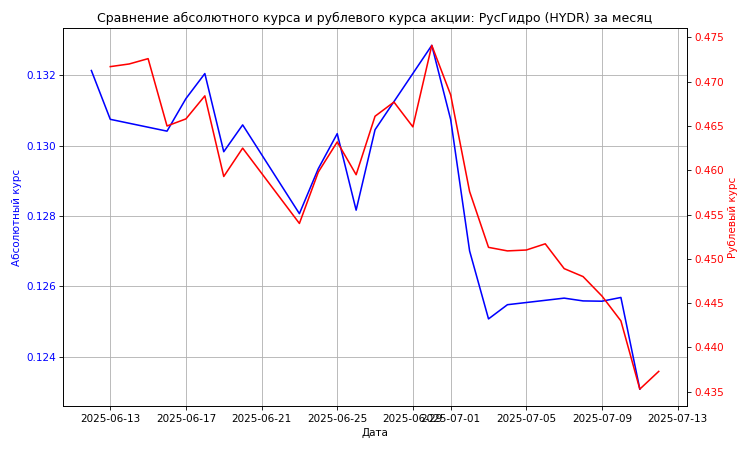 Сравнение абсолютного курса и рублевого курса акции: РусГидро (HYDR) за месяц
Абсолютный курс
0.132
0.130
0.128
0.126
0.124
0.475
0.470
0.465
0.460
0.455
0.450
0.445
0.440
0.435
Рублевый курс
2025-06-13 2025-06-17 2025-06-21 2025-06-25 2025-06-29 2025-07-01 2025-07-05 2025-07-09 2025-07-13
Дата